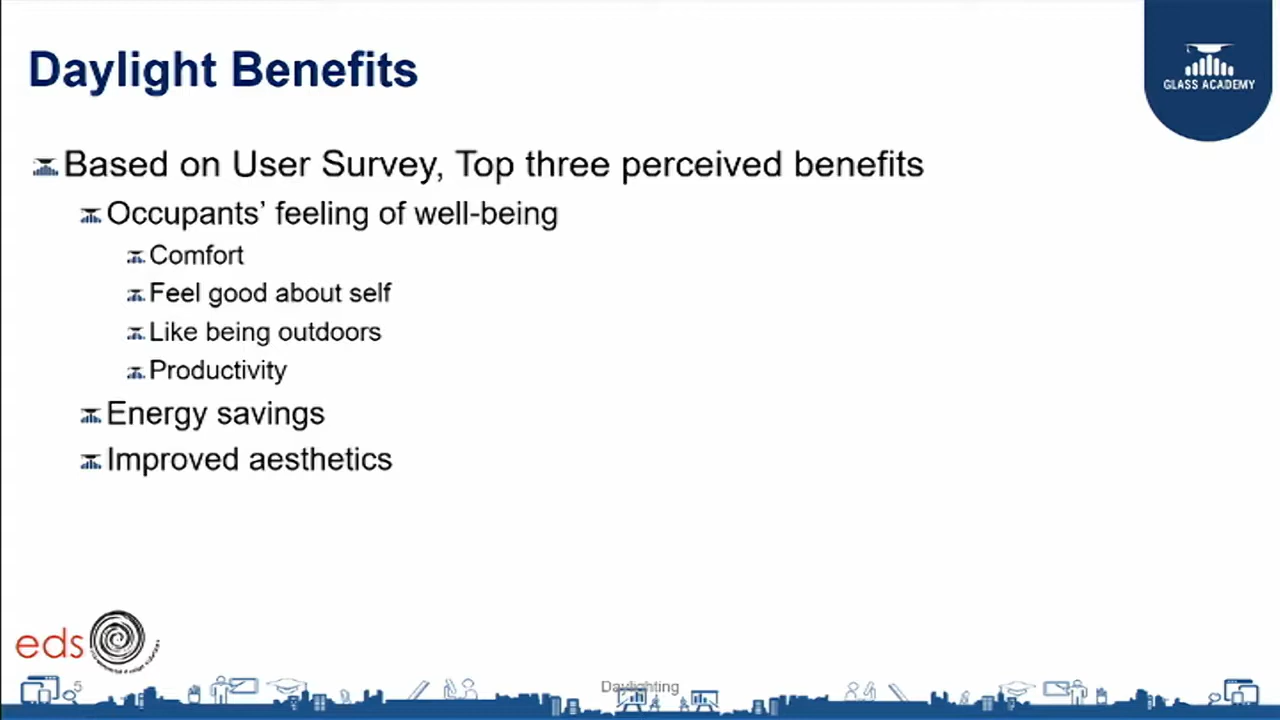 Daylight Benefits
GLASS ACADEMY
Based on User Survey, Top three perceived benefits
Occupants’ feeling of well-being
Comfort
Feel good about self
Like being outdoors
Productivity
Energy savings
Improved aesthetics
eds
5
Daylighting